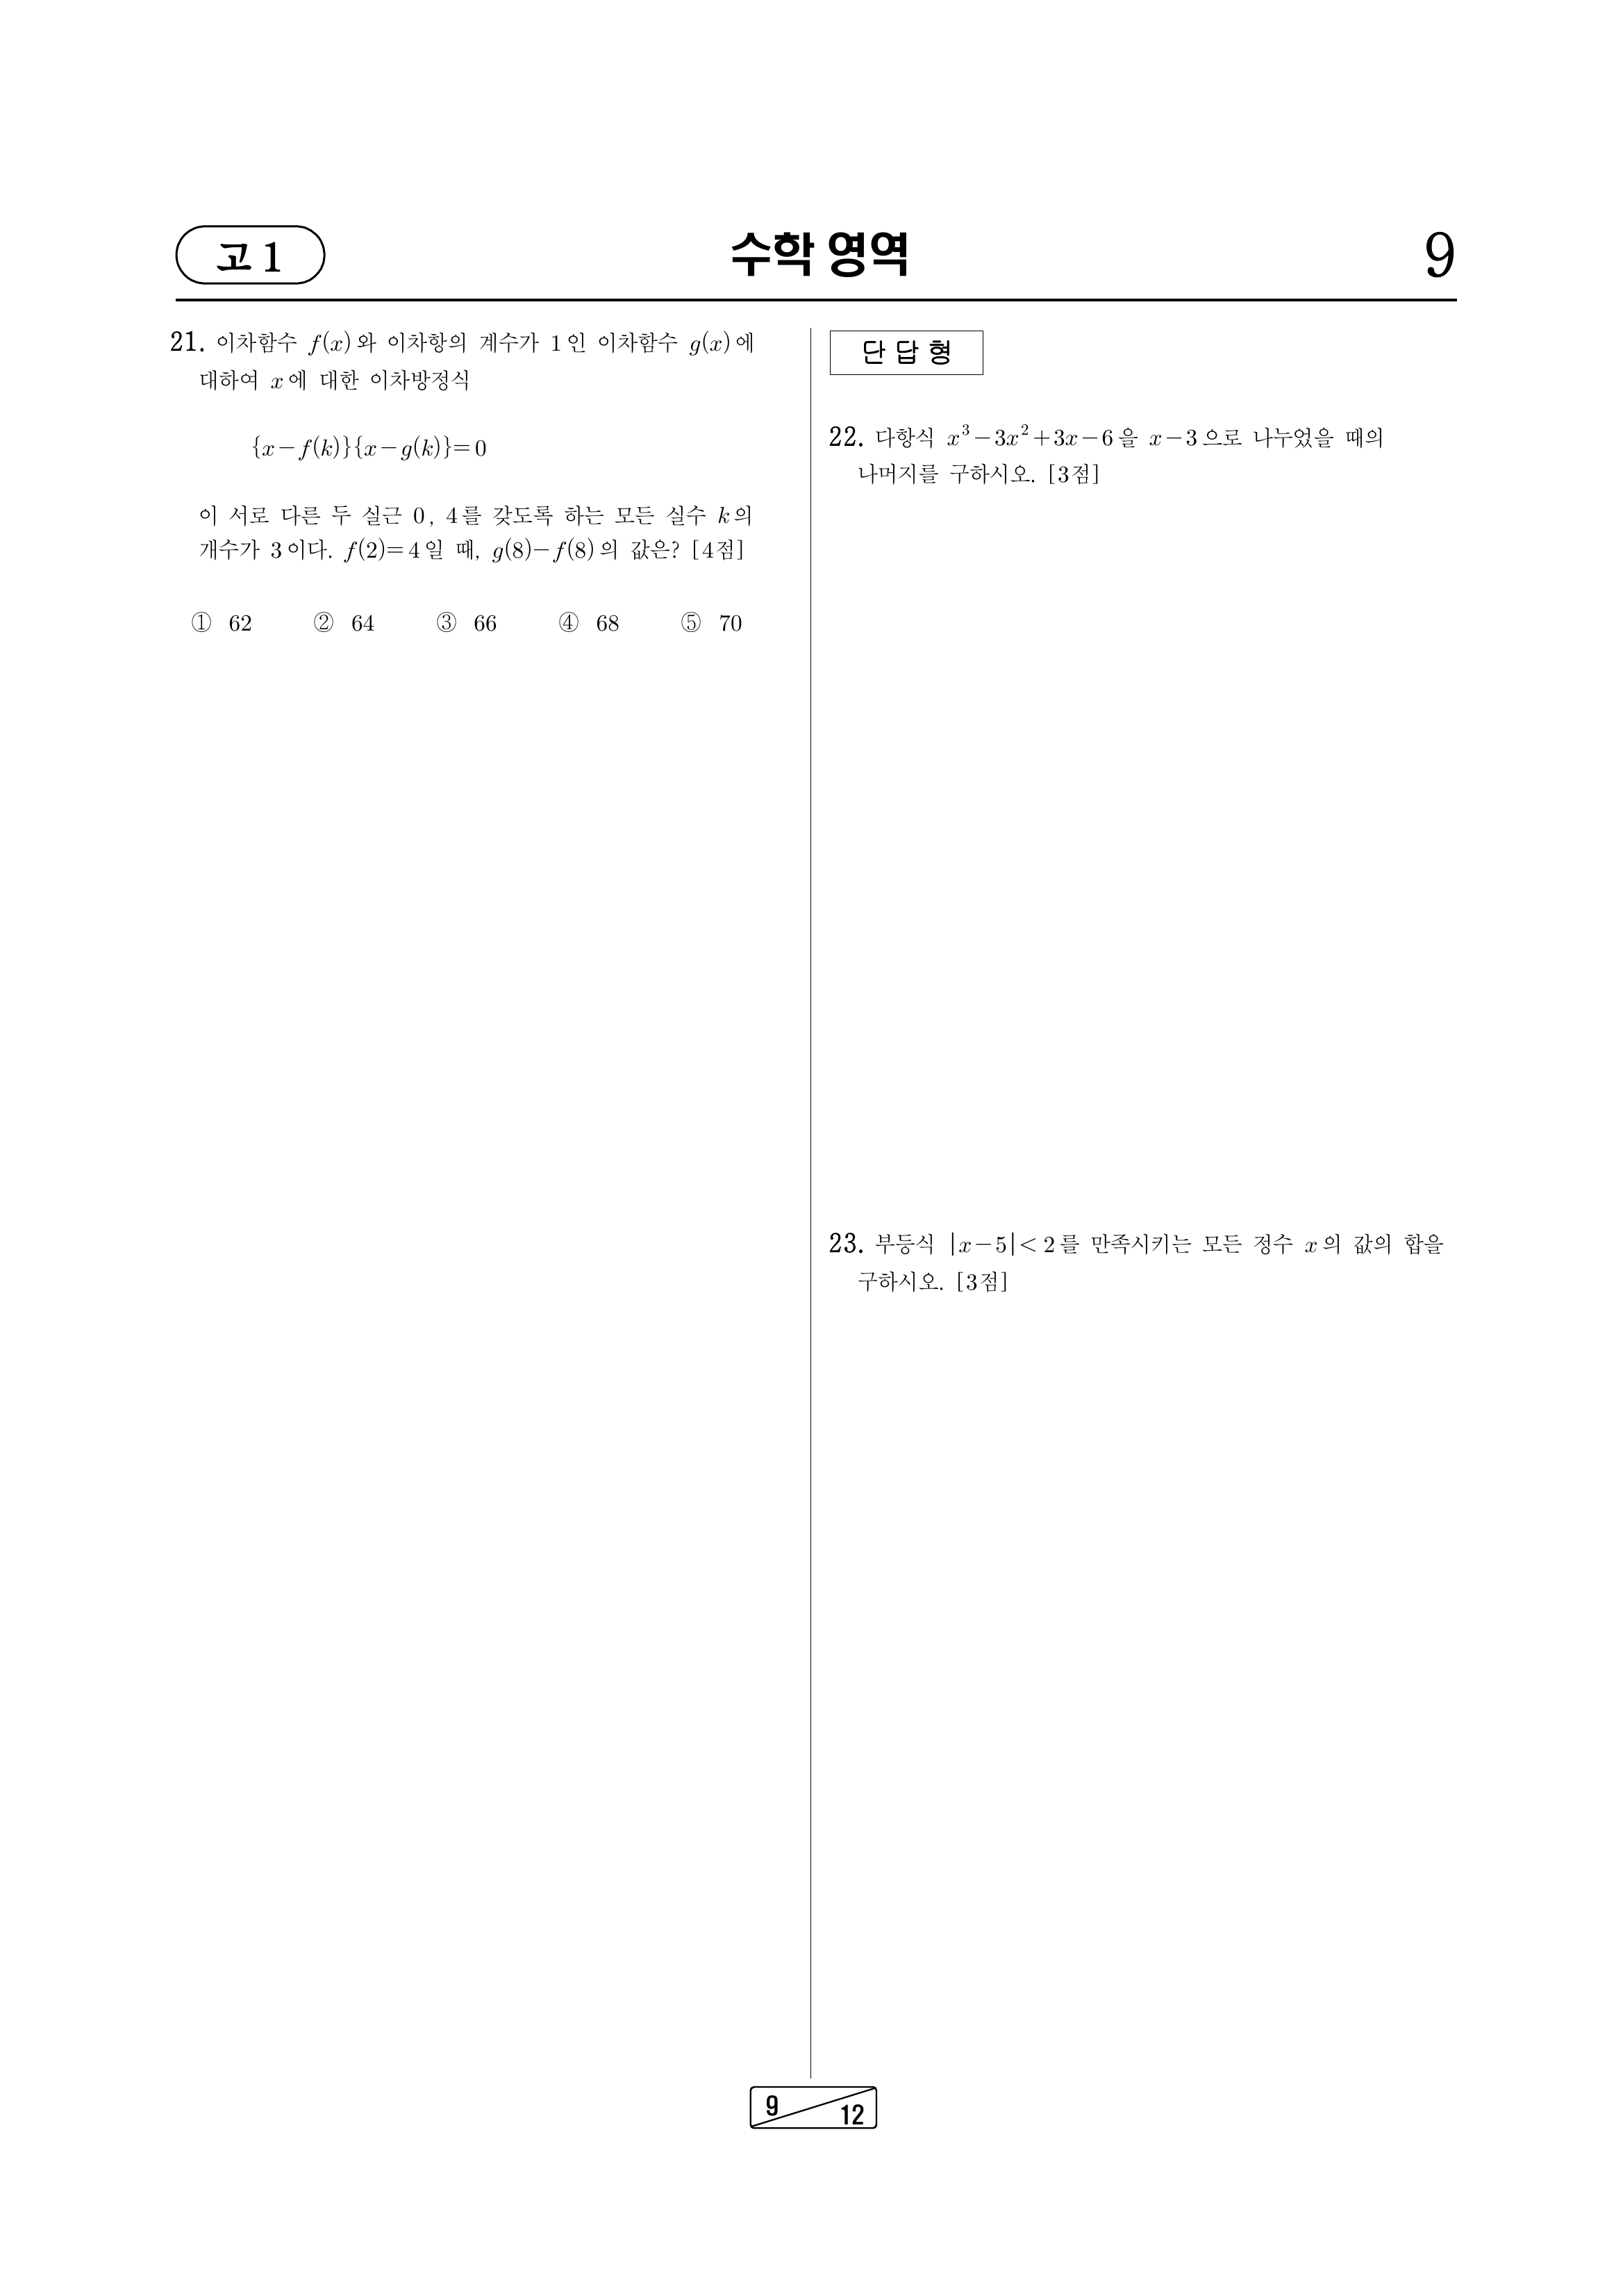 고 1
수학 영역
9
21. 이차함수 f(x)와 이차항의 계수가 1인 이차함수 g(x)에
대하여 x에 대한 이차방정식
{x-f(k)}{x-g(k)}=0
이 서로 다른 두 실근 0, 4를 갖도록 하는 모든 실수 k의
개수가 3이다. f(2)=4일 때, g(8)-f(8)의 값은? [4점]
① 62 ② 64 ③ 66 ④ 68 ⑤ 70
단 답 형
22. 다항식 x³-3x²+3x-6을 x-3으로 나누었을 때의
나머지를 구하시오. [3점]
23. 부등식 |x-5|<2를 만족시키는 모든 정수 x의 값의 합을
구하시오. [3점]
9
12